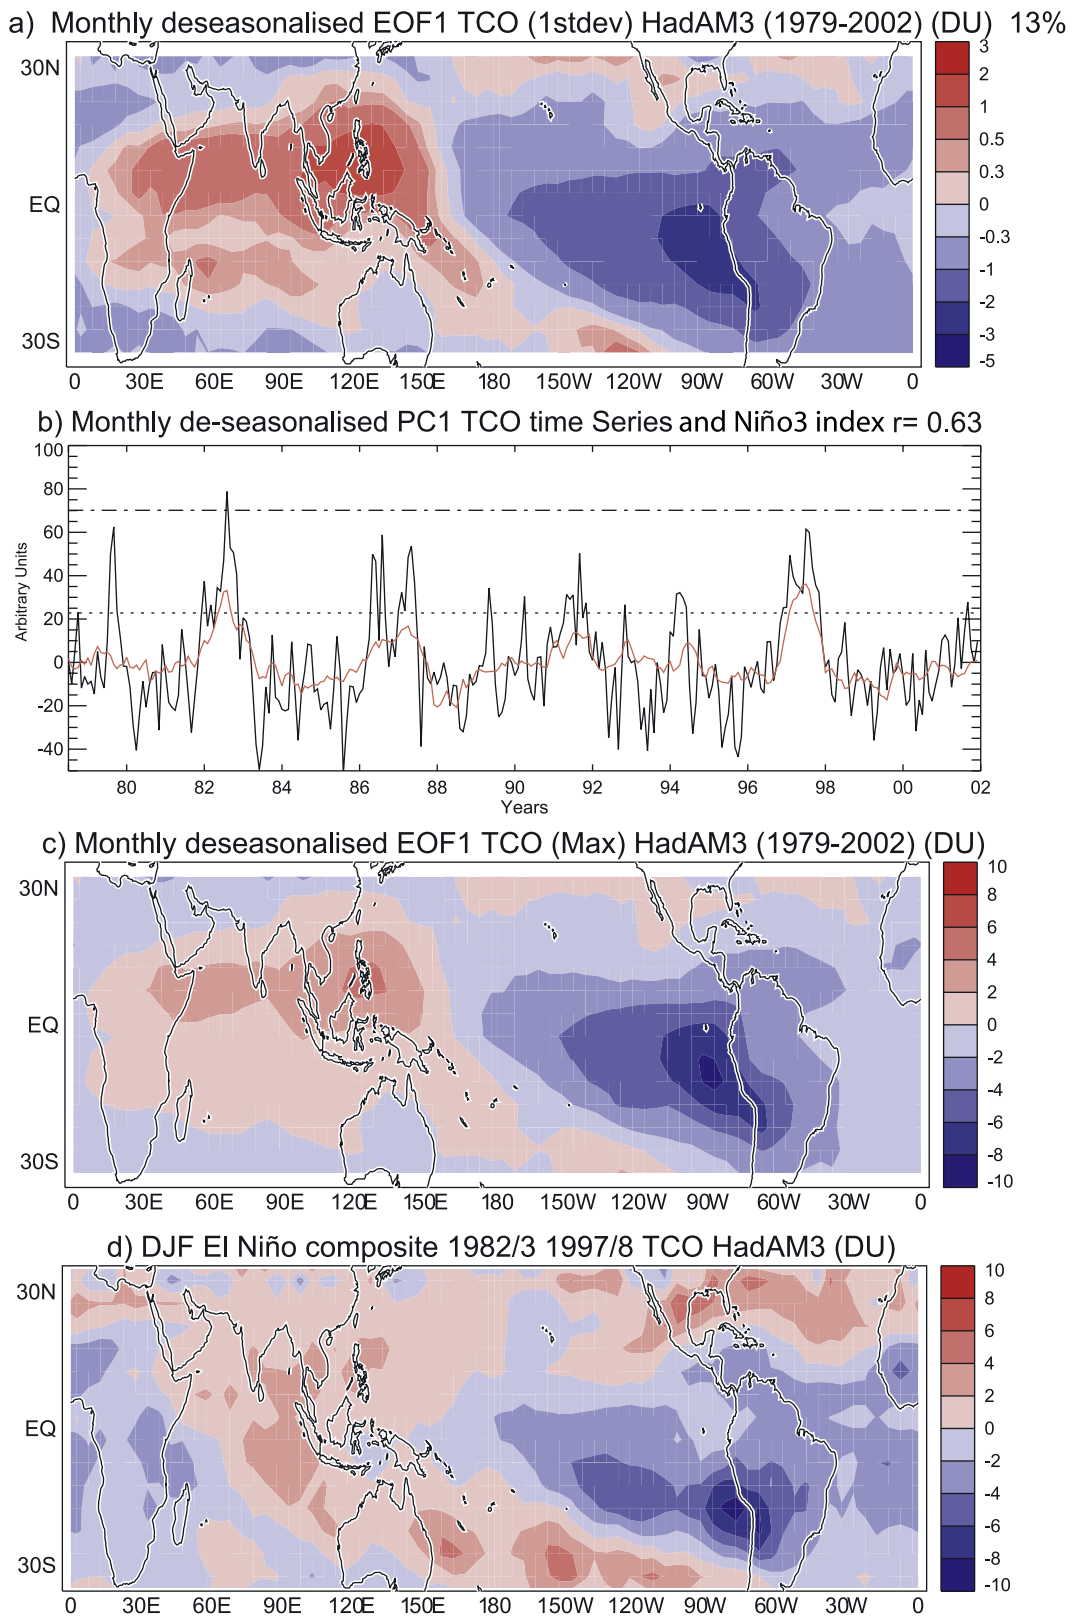 a) Monthly deseasonalised EOF1 TCO (1stdev) HadAM3 (1979-2002) (DU) 13%
30N
EQ
30S
3
2
1
0.5
0.3
0
-0.3
-1
-2
-3
-5
0 30E 60E 90E 120E 150E 180 150W 120W 90W 60W 30W 0
b) Monthly de-seasonalised PC1 TCO time Series and Niño3 index r= 0.63
Arbitrary Units
100
80
60
40
20
0
-20
-40
80 82 84 86 88 90 92 94 96 98 00 02
Years
c) Monthly deseasonalised EOF1 TCO (Max) HadAM3 (1979-2002) (DU)
30N
EQ
30S
10
8
6
4
2
0
-2
-4
-6
-8
-10
0 30E 60E 90E 120E 150E 180 150W 120W 90W 60W 30W 0
d) DJF El Niño composite 1982/3 1997/8 TCO HadAM3 (DU)
30N
EQ
30S
10
8
6
4
2
0
-2
-4
-6
-8
-10
0 30E 60E 90E 120E 150E 180 150W 120W 90W 60W 30W 0